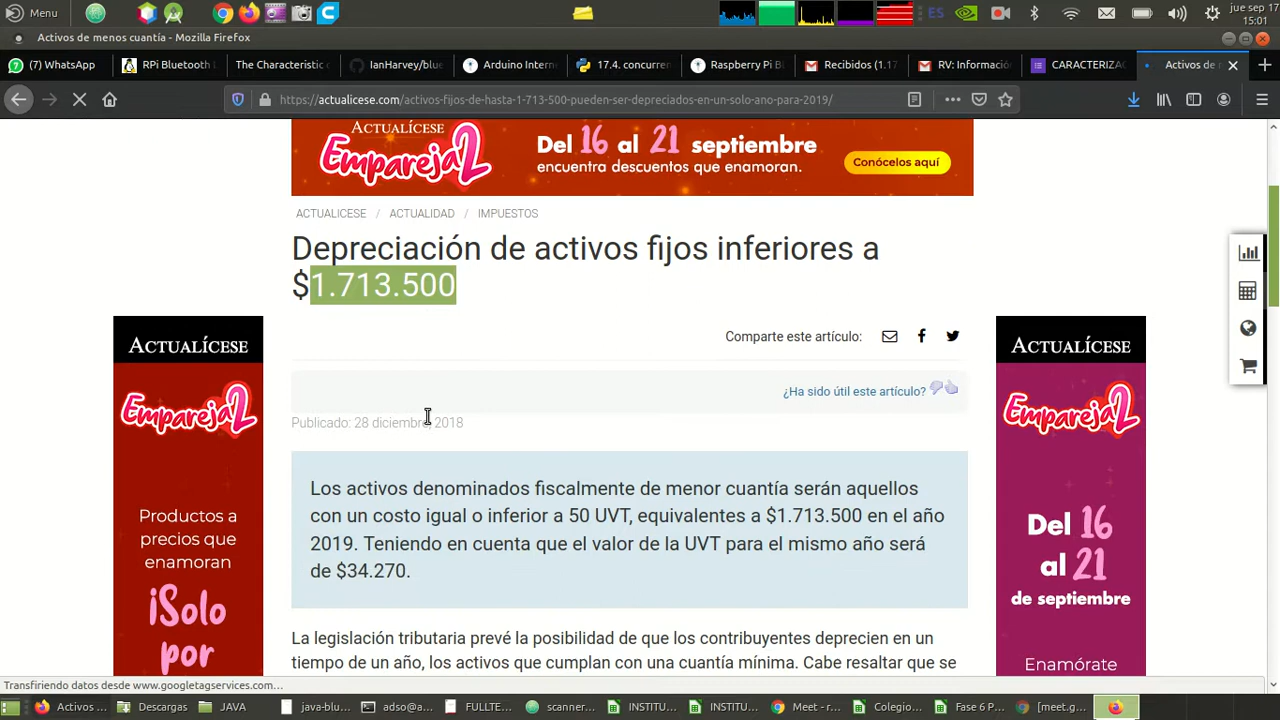 Menu
ES
jue sep 17
15:01
Activos de menos cuantía - Mozilla Firefox
(7) WhatsApp
RPi Bluetooth L
The Characteristic o
IanHarvey/blue
Arduino Intern
17.4. concurren
Raspberry Pi Bl
Recibidos (1.17
RV: Informació
CARACTERIZAC
Activos de m
https://actualicese.com/activos-fijos-de-hasta-1-713-500-pueden-ser-depreciados-en-un-solo-ano-para-2019/
ACTUALÍCESE
Empareja2
Del 16 al 21 septiembre
encuentra descuentos que enamoran.
Conócelos aquí
ACTUALICESE / ACTUALIDAD / IMPUESTOS
Depreciación de activos fijos inferiores a
$1.713.500
Comparte este artículo:
¿Ha sido útil este artículo?
Publicado: 28 diciembre, 2018
Los activos denominados fiscalmente de menor cuantía serán aquellos
con un costo igual o inferior a 50 UVT, equivalentes a $1.713.500 en el año
2019. Teniendo en cuenta que el valor de la UVT para el mismo año será
de $34.270.
La legislación tributaria prevé la posibilidad de que los contribuyentes deprecien en un
tiempo de un año, los activos que cumplan con una cuantía mínima. Cabe resaltar que se
ACTUALÍCESE
Empareja2
Productos a
precios que
enamoran
¡Solo
por
ACTUALÍCESE
Empareja2
Del 16
al 21
de septiembre
Enamórate
Transfiriendo datos desde www.googletagservices.com…
Activos ...
Descargas
JAVA
java-blu...
adso@...
FULLTE...
scanner...
INSTITU...
INSTITU...
Meet - r...
Colegio...
Fase 6 P...
[meet.g...